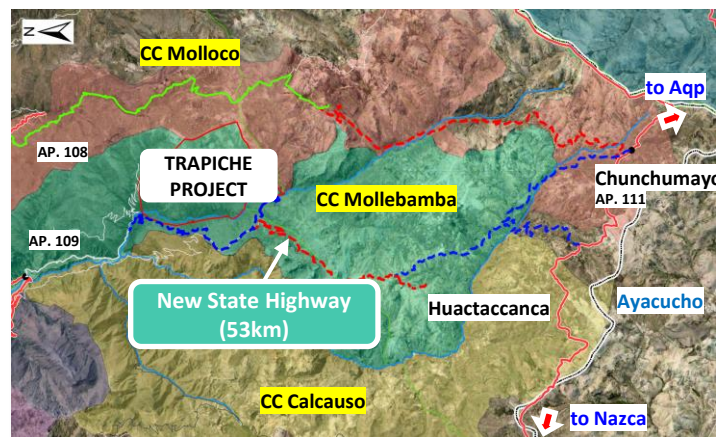 N
CC Molloco
to Aqp
AP. 108
TRAPICHE
PROJECT
CC Mollebamba
Chunchumayo
AP. 111
AP. 109
New State Highway
(53km)
Huactaccanca
Ayacucho
CC Calcauso
to Nazca